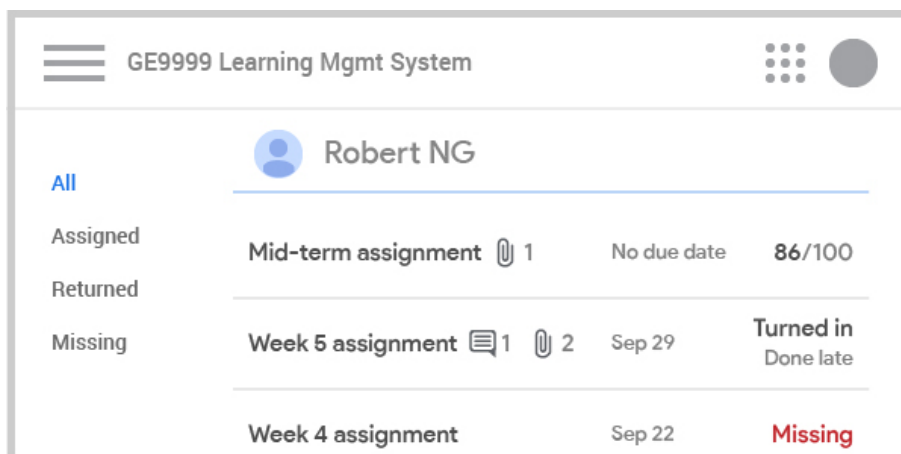 GE9999 Learning Mgmt System
Robert NG
All
Assigned
Returned
Missing
Mid-term assignment 1 No due date 86/100
Week 5 assignment 1 2 Sep 29 Turned in
Done late
Week 4 assignment Sep 22 Missing